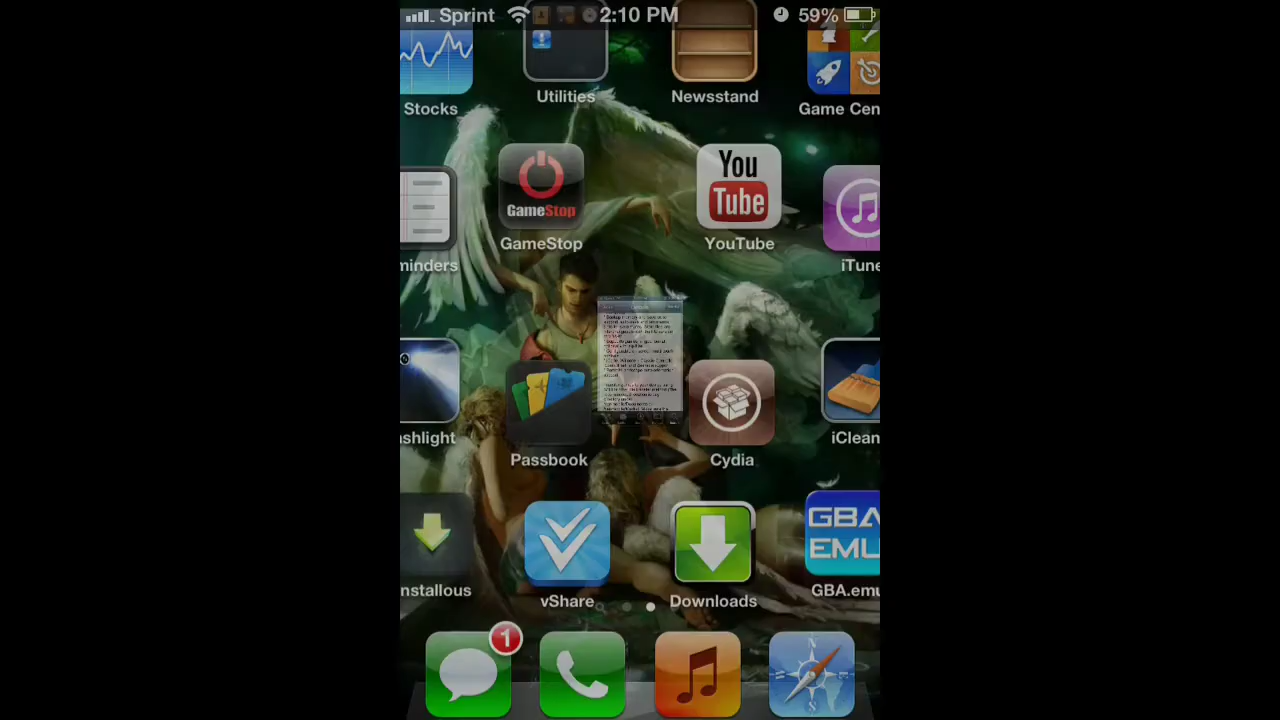 Sprint 2:10 PM 59%
Stocks Utilities Newsstand Game Cen
GameStop You Tube
minders GameStop YouTube iTune
ashlight Passbook Cydia iClean
GBA EMU
nstallous vShare Downloads GBA.emu
1